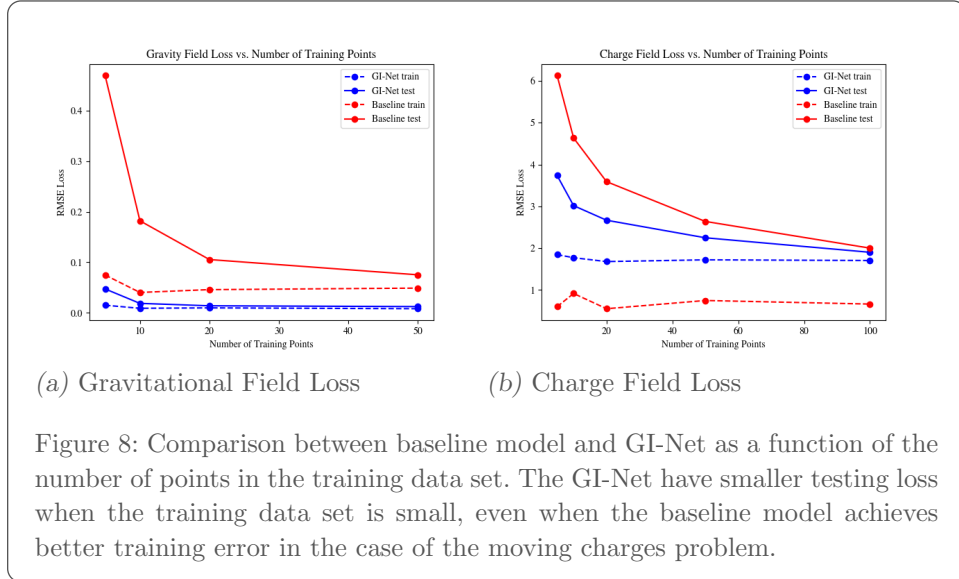 Gravity Field Loss vs. Number of Training Points
GI-Net train
GI-Net test
Baseline train
Baseline test
RMSE Loss
0.4
0.3
0.2
0.1
0.0
10
20
30
40
50
Number of Training Points
Charge Field Loss vs. Number of Training Points
GI-Net train
GI-Net test
Baseline train
Baseline test
RMSE Loss
6
5
4
3
2
1
20
40
60
80
100
Number of Training Points
(a) Gravitational Field Loss
(b) Charge Field Loss
Figure 8: Comparison between baseline model and GI-Net as a function of the
number of points in the training data set. The GI-Net have smaller testing loss
when the training data set is small, even when the baseline model achieves
better training error in the case of the moving charges problem.